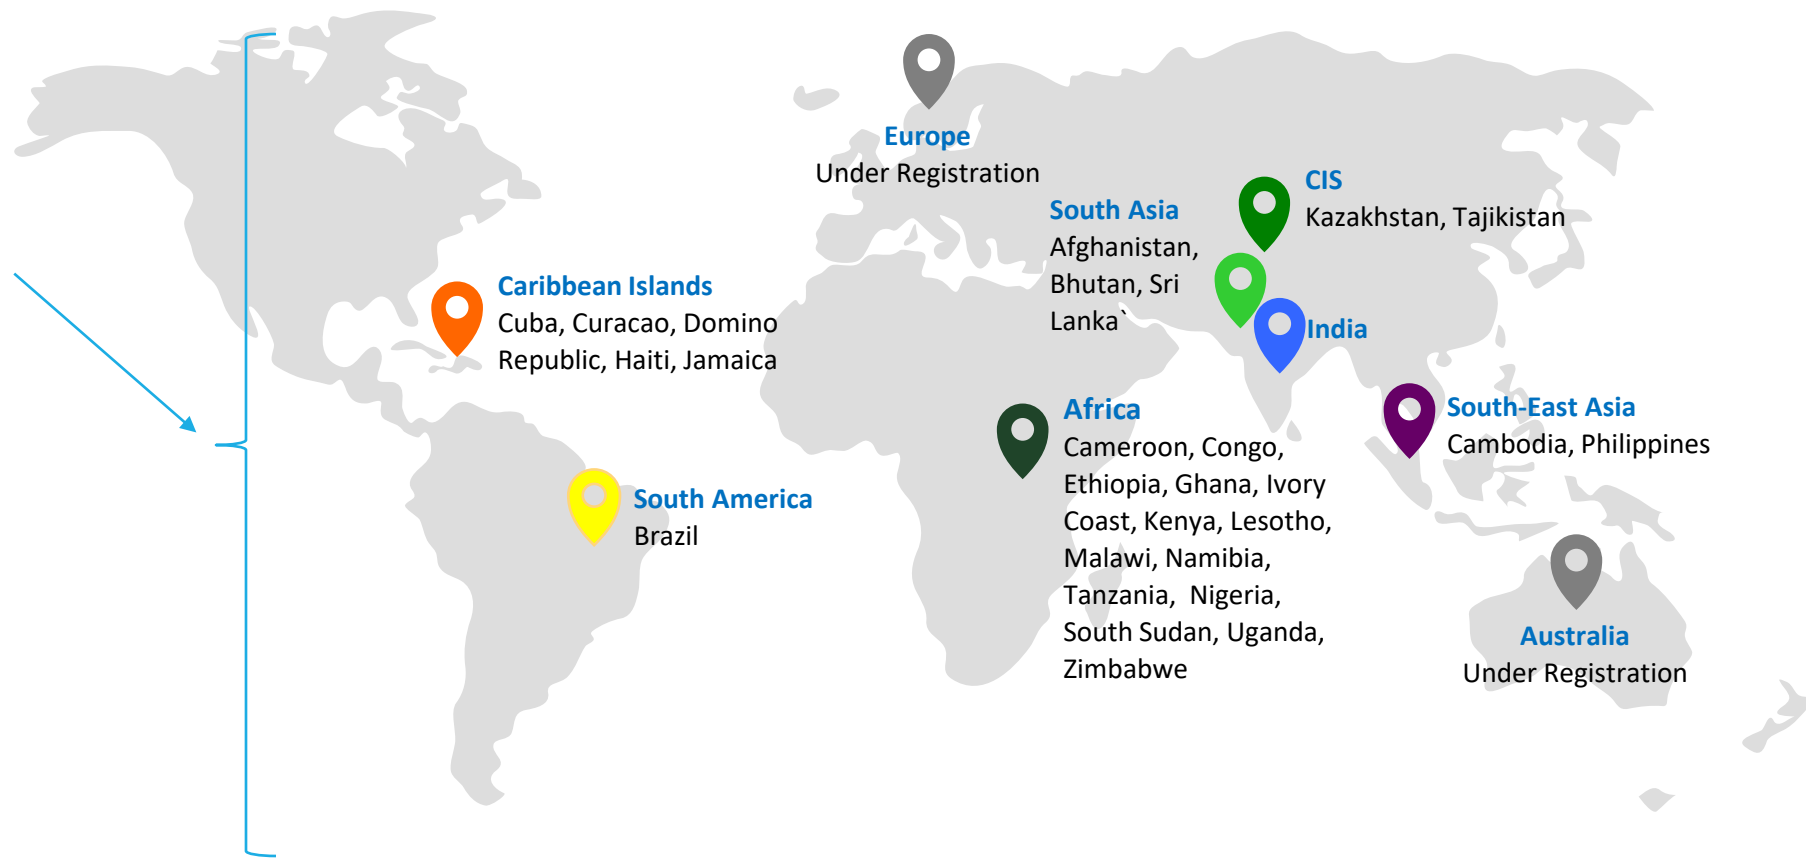 Europe
Under Registration
CIS
Kazakhstan, Tajikistan
South Asia
Afghanistan,
Bhutan, Sri
Lanka`
India
Caribbean Islands
Cuba, Curacao, Domino
Republic, Haiti, Jamaica
Africa
Cameroon, Congo,
Ethiopia, Ghana, Ivory
Coast, Kenya, Lesotho,
Malawi, Namibia,
Tanzania,  Nigeria,
South Sudan, Uganda,
Zimbabwe
South-East Asia
Cambodia, Philippines
South America
Brazil
Australia
Under Registration